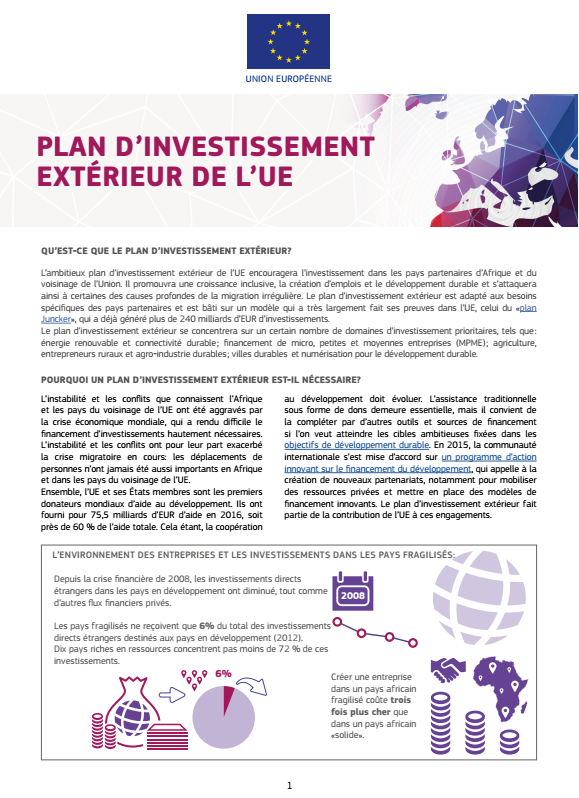 UNION EUROPÉENNE
PLAN D'INVESTISSEMENT
EXTÉRIEUR DE L'UE
QU'EST-CE QUE LE PLAN D'INVESTISSEMENT EXTÉRIEUR?
L'ambitieux plan d'investissement extérieur de l'UE encouragera l'investissement dans les pays partenaires d'Afrique et du
voisinage de l'Union. Il promouvra une croissance inclusive, la création d'emplois et le développement durable et s'attaquera
ainsi à certaines des causes profondes de la migration irrégulière. Le plan d'investissement extérieur est adapté aux besoins
spécifiques des pays partenaires et est bâti sur un modèle qui a très largement fait ses preuves dans l'UE, celui du «plan
Juncker», qui a déjà généré plus de 240 milliards d'EUR d'investissements.
Le plan d'investissement extérieur se concentrera sur un certain nombre de domaines d'investissement prioritaires, tels que:
énergie renouvable et connectivité durable; financement de micro, petites et moyennes entreprises (MPME); agriculture,
entrepreneurs ruraux et agro-industrie durables; villes durables et numérisation pour le développement durable.
POURQUOI UN PLAN D'INVESTISSEMENT EXTÉRIEUR EST-IL NÉCESSAIRE?
L'instabilité et les conflits que connaissent l'Afrique
et les pays du voisinage de l'UE ont été aggravés par
la crise économique mondiale, qui a rendu difficile le
financement d'investissements hautement nécessaires.
L'instabilité et les conflits ont pour leur part exacerbé
la crise migratoire en cours: les déplacements de
personnes n'ont jamais été aussi importants en Afrique
et dans les pays du voisinage de l'UE.
Ensemble, l'UE et ses États membres sont les premiers
donateurs mondiaux d'aide au développement. Ils ont
fourni pour 75,5 milliards d'EUR d'aide en 2016, soit
près de 60 % de l'aide totale. Cela étant, la coopération
au développement doit évoluer. L'assistance traditionnelle
sous forme de dons demeure essentielle, mais il convient de
la compléter par d'autres outils et sources de financement
si l'on veut atteindre les cibles ambitieuses fixées dans les
objectifs de développement durable. En 2015, la communauté
internationale s'est mise d'accord sur un programme d'action
innovant sur le financement du développement, qui appelle à la
création de nouveaux partenariats, notamment pour mobiliser
des ressources privées et mettre en place des modèles de
financement innovants. Le plan d'investissement extérieur fait
partie de la contribution de l'UE à ces engagements.
L'ENVIRONNEMENT DES ENTREPRISES ET LES INVESTISSEMENTS DANS LES PAYS FRAGILISÉS:
Depuis la crise financière de 2008, les investissements directs
étrangers dans les pays en développement ont diminué, tout comme
d'autres flux financiers privés.
2008
Les pays fragilisés ne reçoivent que 6% du total des investissements
directs étrangers destinés aux pays en développement (2012).
Dix pays riches en ressources concentrent pas moins de 72 % de ces
investissements.
6%
Créer une entreprise
dans un pays africain
fragilisé coûte trois
fois plus cher que
dans un pays africain
«solide».
1